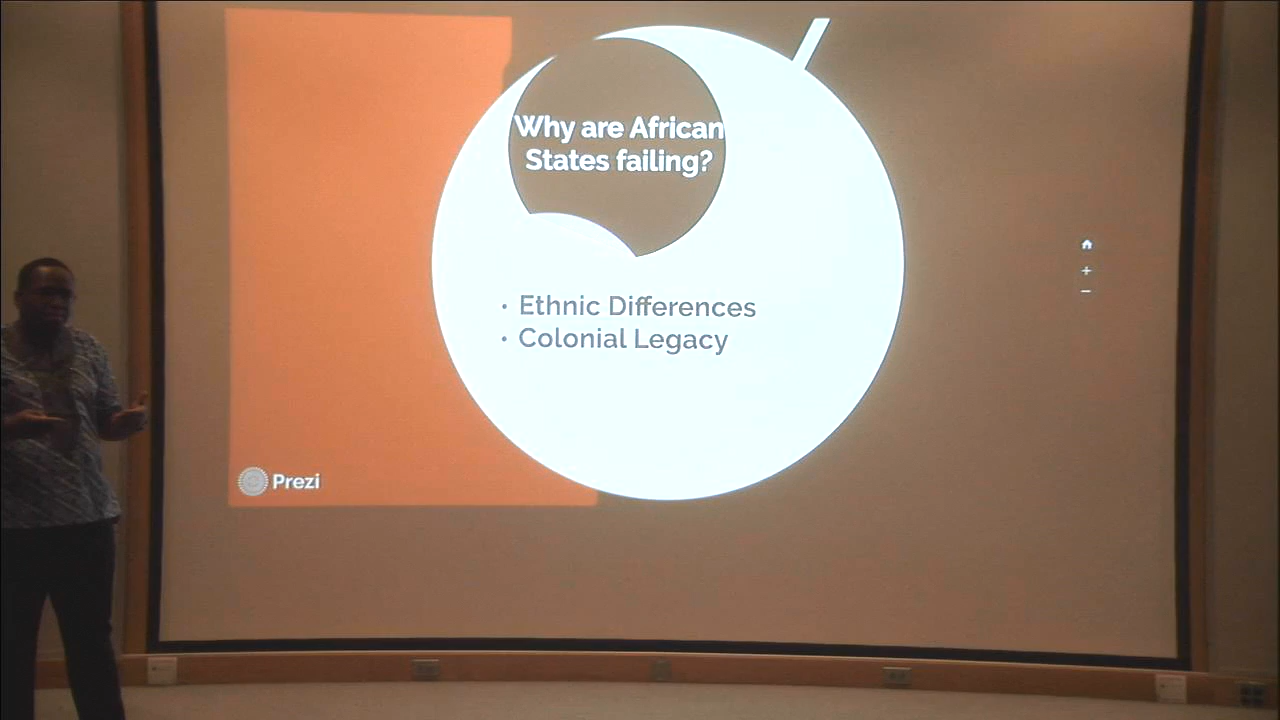 Why are African
States failing?
• Ethnic Differences
• Colonial Legacy
Prezi